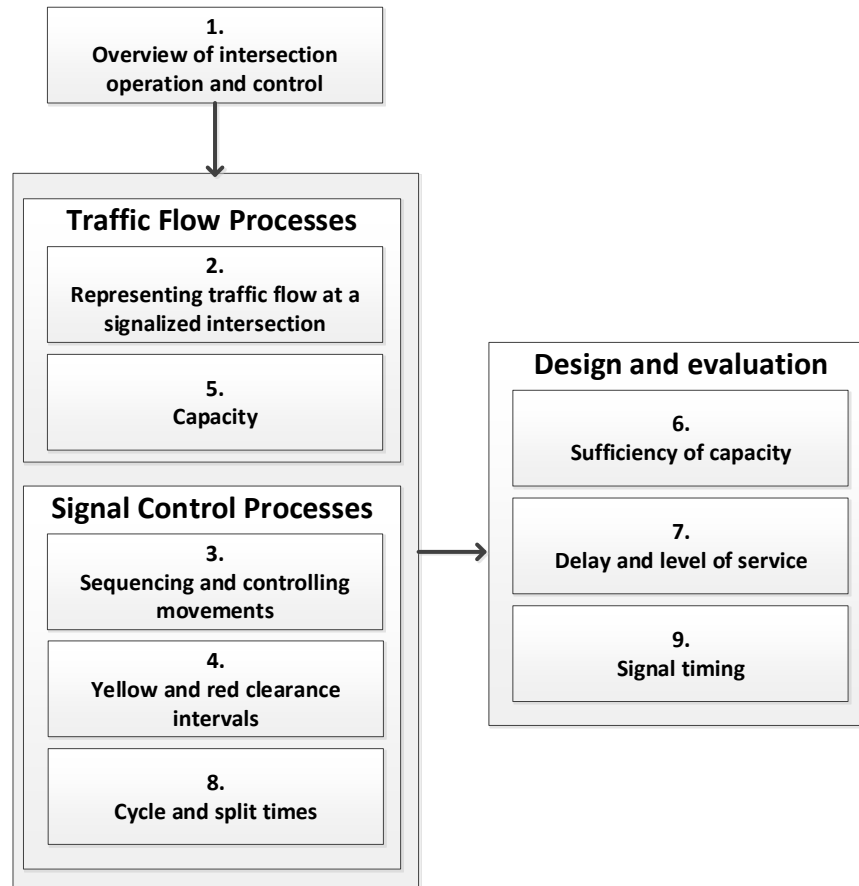 1.
Overview of intersection
operation and control
Traffic Flow Processes
2.
Representing traffic flow at a
signalized intersection
5.
Capacity
Signal Control Processes
3.
Sequencing and controlling
movements
4.
Yellow and red clearance
intervals
8.
Cycle and split times
Design and evaluation
6.
Sufficiency of capacity
7.
Delay and level of service
9.
Signal timing